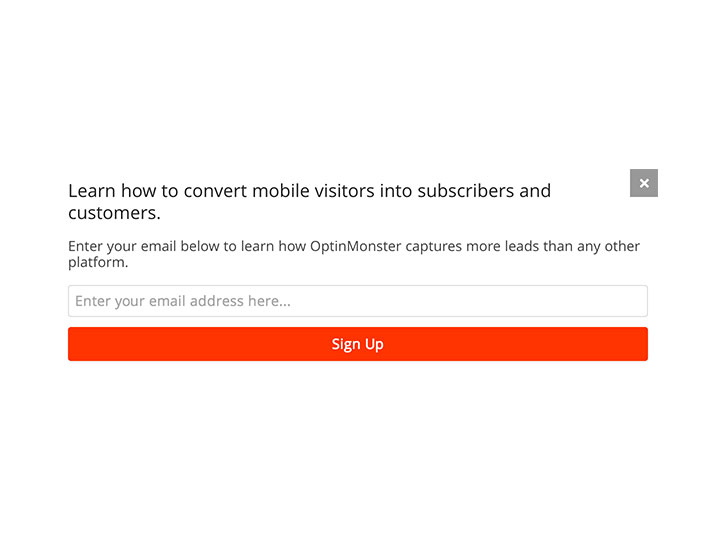 Learn how to convert mobile visitors into subscribers and
customers.
Enter your email below to learn how OptinMonster captures more leads than any other
platform.
Enter your email address here...
Sign Up